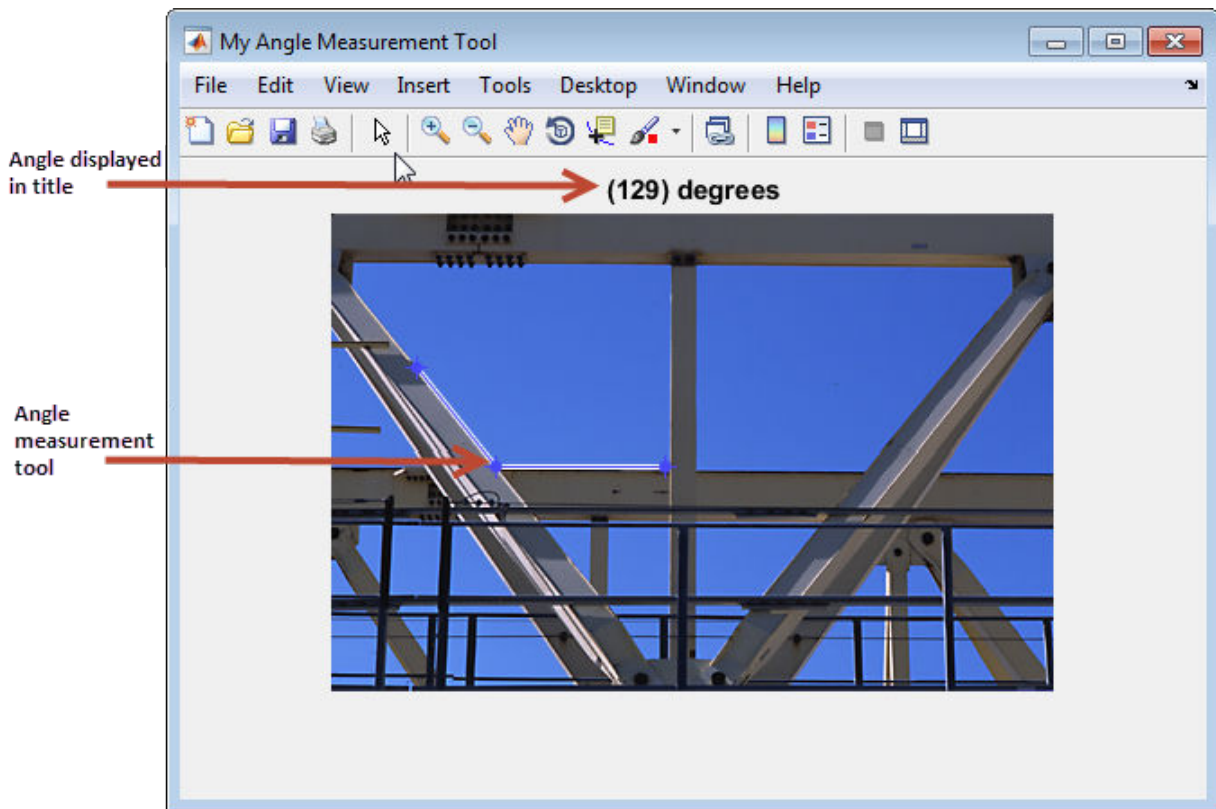 My Angle Measurement Tool
File Edit View Insert Tools Desktop Window Help
Angle displayed
in title
(129) degrees
Angle
measurement
tool